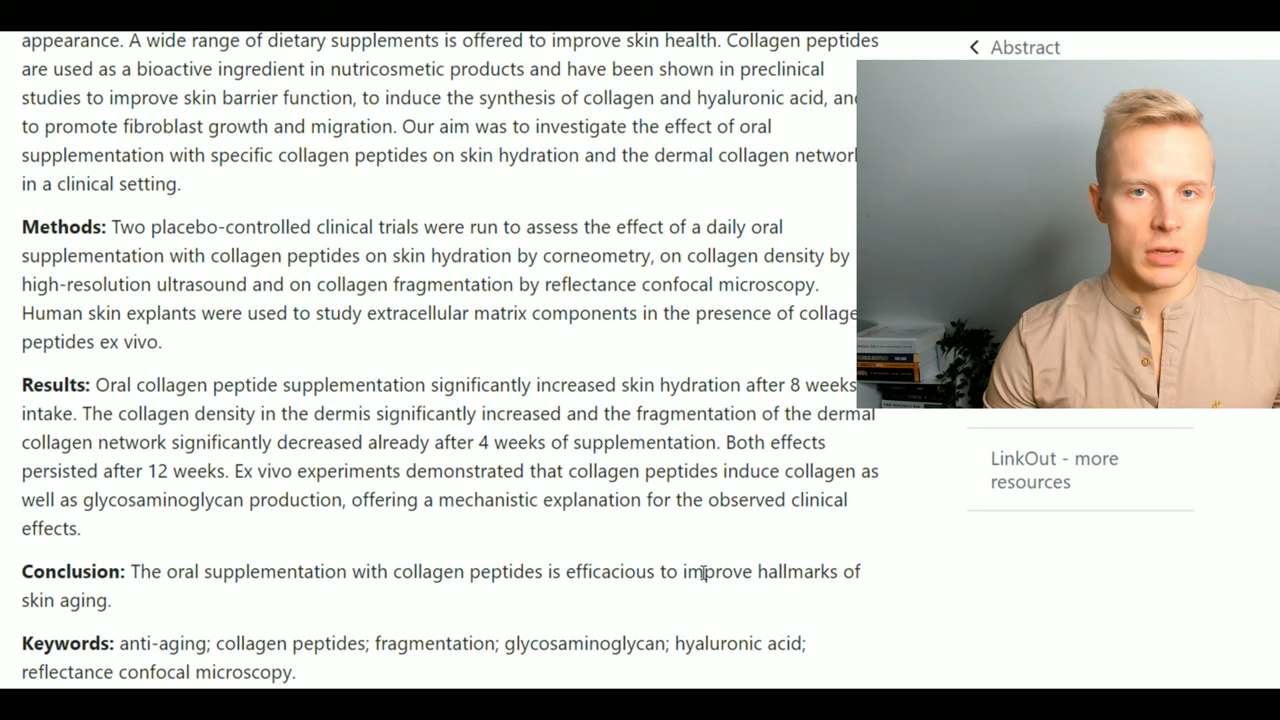 appearance. A wide range of dietary supplements is offered to improve skin health. Collagen peptides
are used as a bioactive ingredient in nutricosmetic products and have been shown in preclinical
studies to improve skin barrier function, to induce the synthesis of collagen and hyaluronic acid, and
to promote fibroblast growth and migration. Our aim was to investigate the effect of oral
supplementation with specific collagen peptides on skin hydration and the dermal collagen network
in a clinical setting.
Methods: Two placebo-controlled clinical trials were run to assess the effect of a daily oral
supplementation with collagen peptides on skin hydration by corneometry, on collagen density by
high-resolution ultrasound and on collagen fragmentation by reflectance confocal microscopy.
Human skin explants were used to study extracellular matrix components in the presence of collage
peptides ex vivo.
Results: Oral collagen peptide supplementation significantly increased skin hydration after 8 weeks
intake. The collagen density in the dermis significantly increased and the fragmentation of the dermal
collagen network significantly decreased already after 4 weeks of supplementation. Both effects
persisted after 12 weeks. Ex vivo experiments demonstrated that collagen peptides induce collagen as
well as glycosaminoglycan production, offering a mechanistic explanation for the observed clinical
effects.
Conclusion: The oral supplementation with collagen peptides is efficacious to improve hallmarks of
skin aging.
Keywords: anti-aging; collagen peptides; fragmentation; glycosaminoglycan; hyaluronic acid;
reflectance confocal microscopy.
Abstract
LinkOut - more
resources